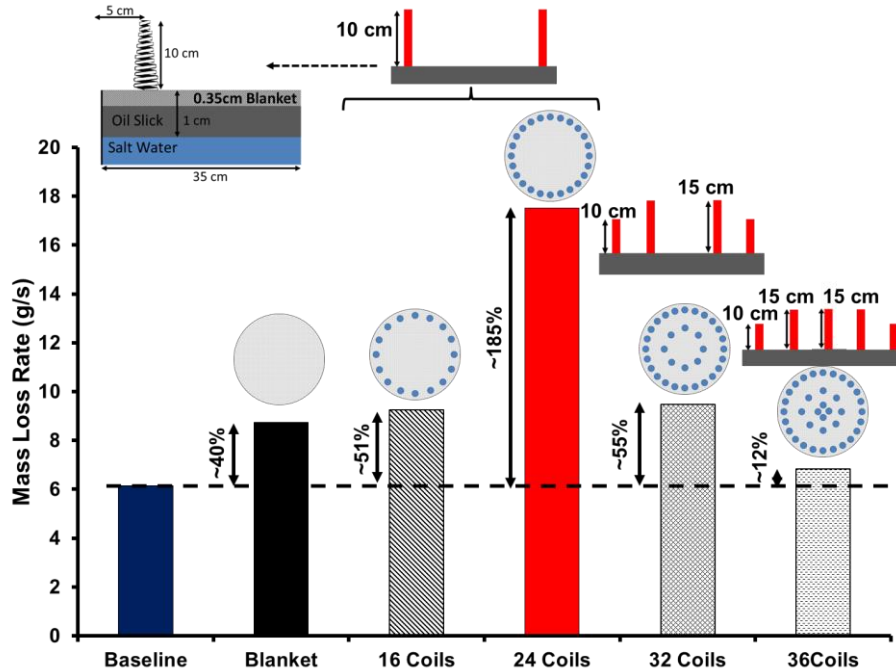 5 cm
10 cm
0.35cm Blanket
Oil Slick
1 cm
Salt Water
35 cm
10 cm
15 cm
10 cm
15 cm 15 cm
10 cm
Mass Loss Rate (g/s)
20
18
16
14
12
10
8
6
4
2
0
~40%
~51%
~185%
~55%
~12%
Baseline Blanket 16 Coils 24 Coils 32 Coils 36Coils